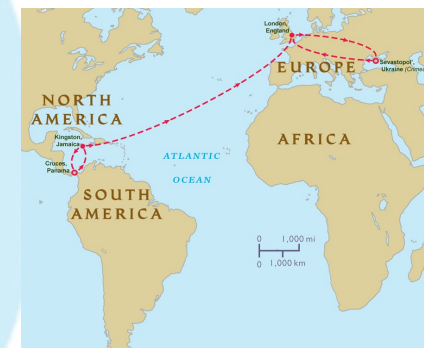 London,
England
Sevastopol',
Ukraine (Crimea
EUROPE
NORTH
AMERICA
Kingston,
Jamaica
AFRICA
ATLANTIC
OCEAN
Cruces,
Panama
SOUTH
AMERICA
0 1,000 mi
0 1,000 km